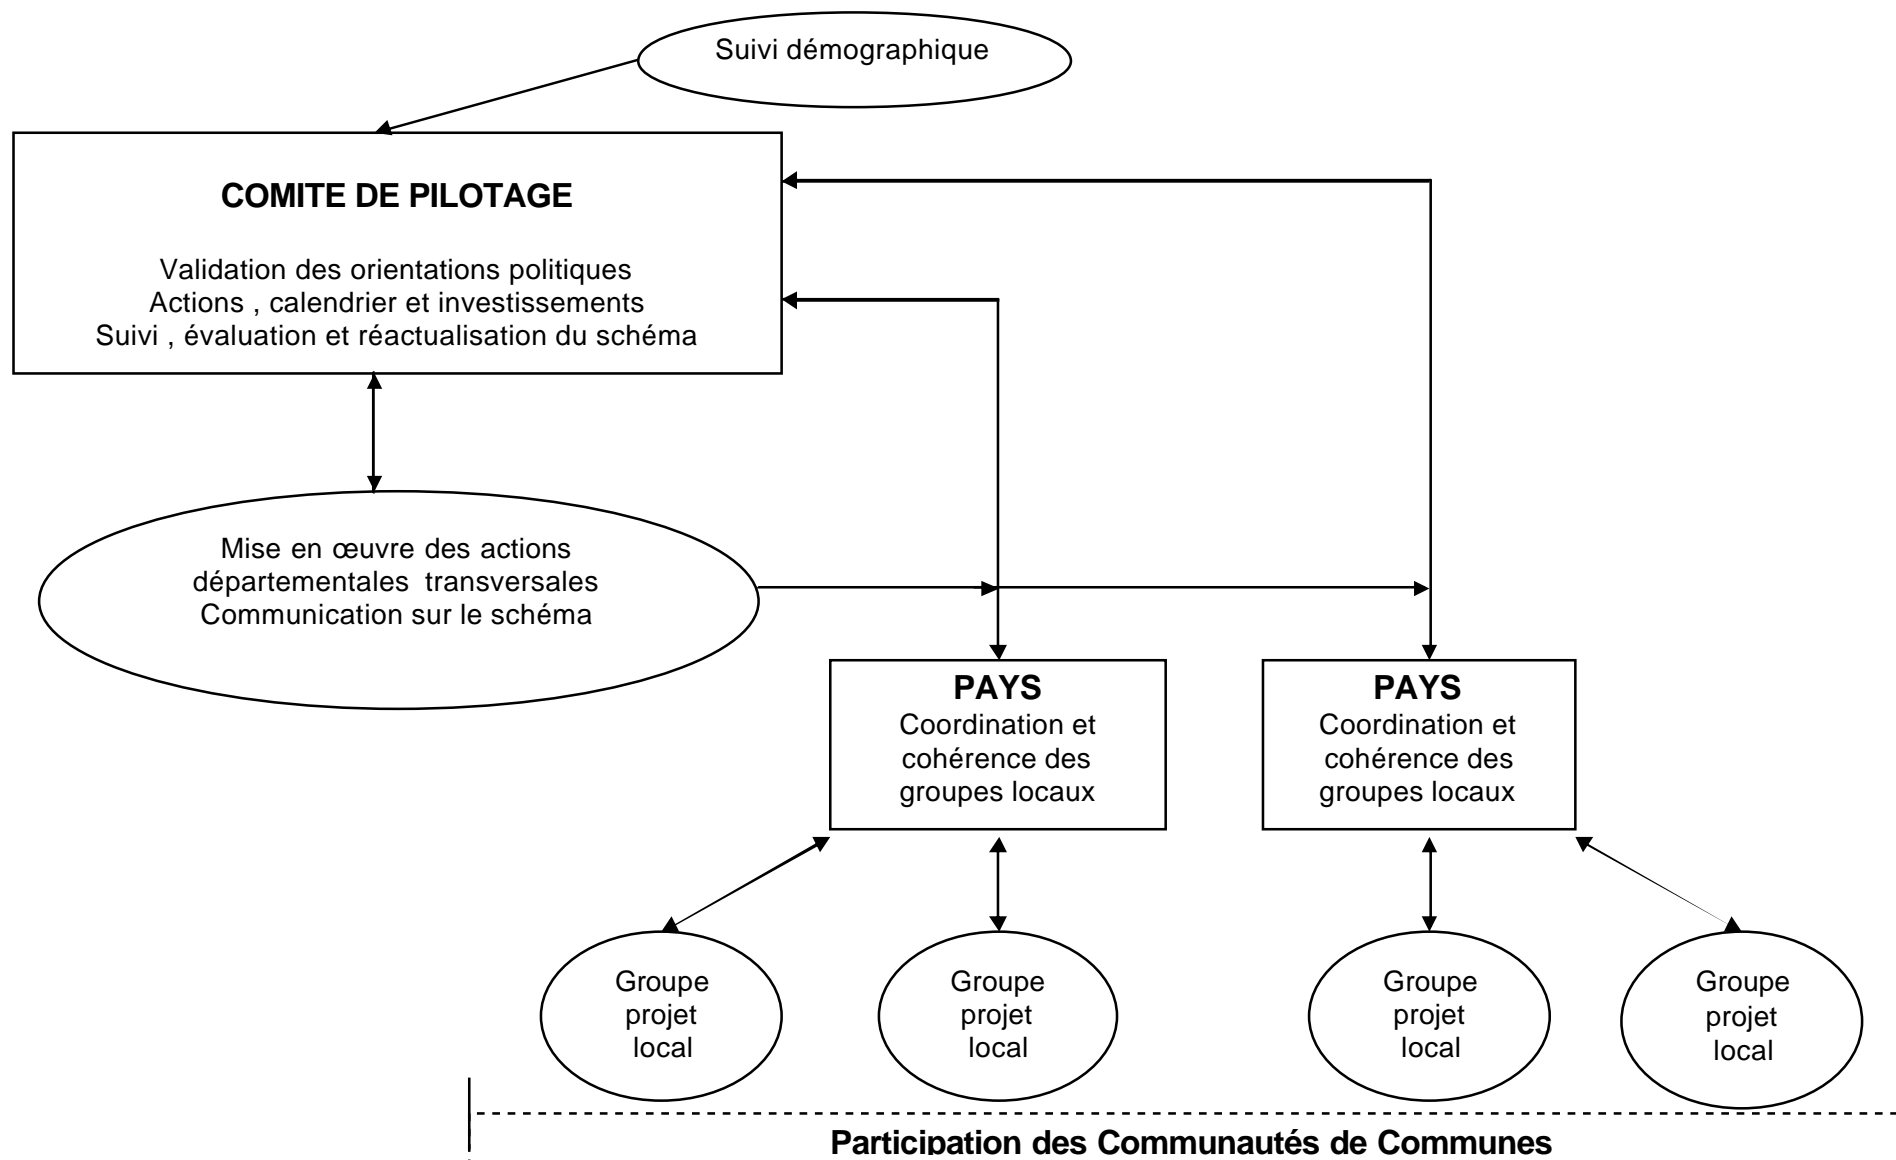 Suivi démographique
COMITE DE PILOTAGE
Validation des orientations politiques
Actions , calendrier et investissements
Suivi , évaluation et réactualisation du schéma
Mise en œuvre des actions
départementales  transversales
Communication sur le schéma
PAYS
Coordination et
cohérence des
groupes locaux
PAYS
Coordination et
cohérence des
groupes locaux
Groupe
projet
local
Groupe
projet
local
Groupe
projet
local
Groupe
projet
local
Participation des Communautés de Communes